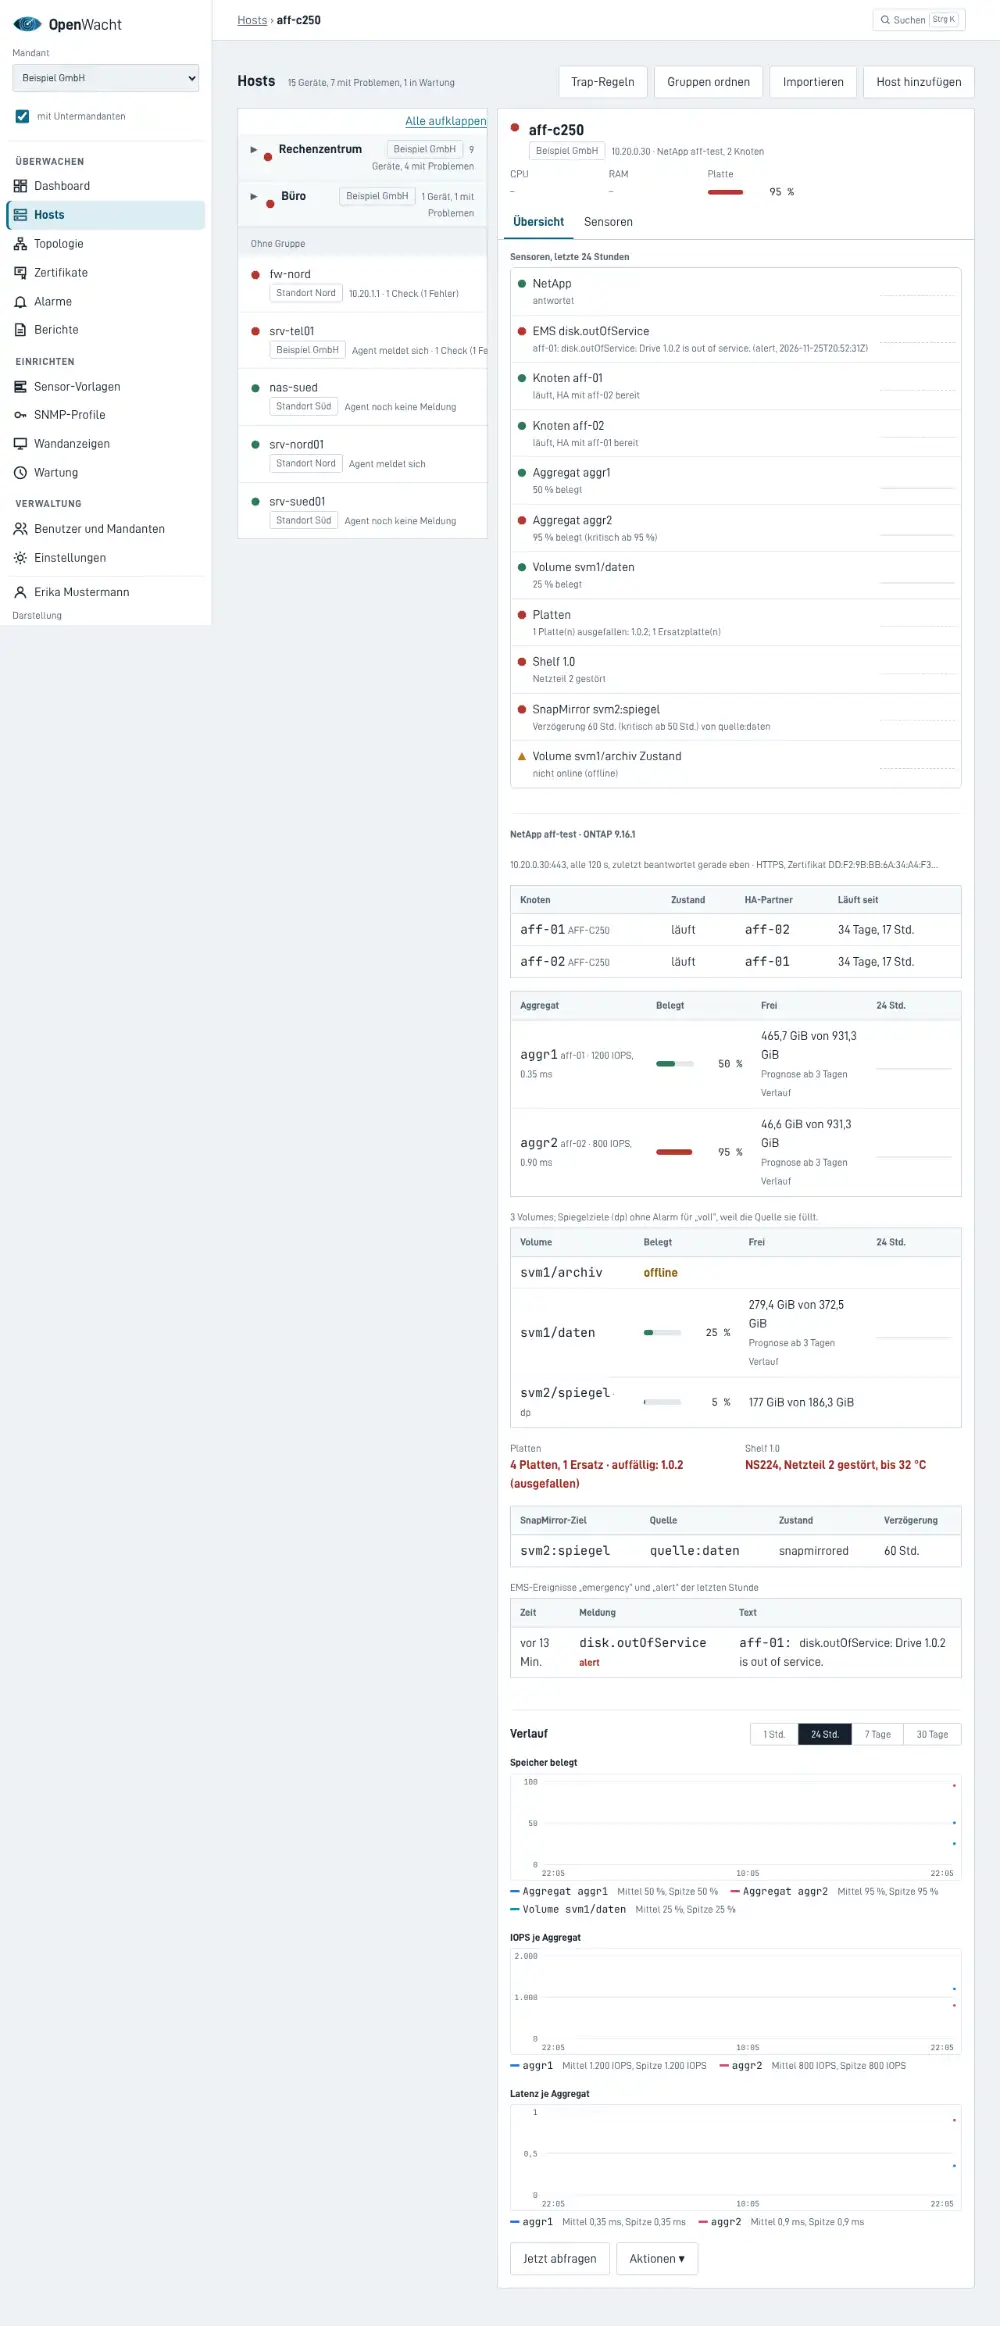 OpenWacht
Hosts › aff-c250
Suchen Strg K
Mandant
Beispiel GmbH
mit Untermandanten
ÜBERWACHEN
Dashboard
Hosts
Topologie
Zertifikate
Alarme
Berichte
EINRICHTEN
Sensor-Vorlagen
SNMP-Profile
Wandanzeigen
Wartung
VERWALTUNG
Benutzer und Mandanten
Einstellungen
Erika Mustermann
Darstellung
Hosts 15 Geräte, 7 mit Problemen, 1 in Wartung
Trap-Regeln
Gruppen ordnen
Importieren
Host hinzufügen
Alle aufklappen
Rechenzentrum Beispiel GmbH 9
Geräte, 4 mit Problemen
Büro Beispiel GmbH 1 Gerät, 1 mit
Problemen
Ohne Gruppe
fw-nord
Standort Nord 10.20.1.1 · 1 Check (1 Fehler)
srv-tel01
Beispiel GmbH Agent meldet sich · 1 Check (1 Fe
nas-sued
Standort Süd Agent noch keine Meldung
srv-nord01
Standort Nord Agent meldet sich
srv-sued01
Standort Süd Agent noch keine Meldung
aff-c250
Beispiel GmbH 10.20.0.30 · NetApp aff-test, 2 Knoten
CPU RAM Platte
– – 95 %
Übersicht Sensoren
Sensoren, letzte 24 Stunden
NetApp
antwortet
EMS disk.outOfService
aff-01: disk.outOfService: Drive 1.0.2 is out of service. (alert, 2026-11-25T20:52:31Z)
Knoten aff-01
läuft, HA mit aff-02 bereit
Knoten aff-02
läuft, HA mit aff-01 bereit
Aggregat aggr1
50 % belegt
Aggregat aggr2
95 % belegt (kritisch ab 95 %)
Volume svm1/daten
25 % belegt
Platten
1 Platte(n) ausgefallen: 1.0.2; 1 Ersatzplatte(n)
Shelf 1.0
Netzteil 2 gestört
SnapMirror svm2:spiegel
Verzögerung 60 Std. (kritisch ab 50 Std.) von quelle:daten
Volume svm1/archiv Zustand
nicht online (offline)
NetApp aff-test · ONTAP 9.16.1
10.20.0.30:443, alle 120 s, zuletzt beantwortet gerade eben · HTTPS, Zertifikat DD:F2:9B:BB:6A:34:A4:F3…
Knoten Zustand HA-Partner Läuft seit
aff-01 AFF-C250 läuft aff-02 34 Tage, 17 Std.
aff-02 AFF-C250 läuft aff-01 34 Tage, 17 Std.
Aggregat Belegt Frei 24 Std.
aggr1 aff-01 · 1200 IOPS, 0.35 ms 50 % 465,7 GiB von 931,3 GiB
Prognose ab 3 Tagen Verlauf
aggr2 aff-02 · 800 IOPS, 0.90 ms 95 % 46,6 GiB von 931,3 GiB
Prognose ab 3 Tagen Verlauf
3 Volumes; Spiegelziele (dp) ohne Alarm für „voll“, weil die Quelle sie füllt.
Volume Belegt Frei 24 Std.
svm1/archiv offline
svm1/daten 25 % 279,4 GiB von 372,5 GiB
Prognose ab 3 Tagen Verlauf
svm2/spiegel · dp 5 % 177 GiB von 186,3 GiB
Platten
4 Platten, 1 Ersatz · auffällig: 1.0.2
(ausgefallen)
Shelf 1.0
NS224, Netzteil 2 gestört, bis 32 °C
SnapMirror-Ziel Quelle Zustand Verzögerung
svm2:spiegel quelle:daten snapmirrored 60 Std.
EMS-Ereignisse „emergency“ und „alert“ der letzten Stunde
Zeit Meldung Text
vor 13 Min. disk.outOfService alert aff-01: disk.outOfService: Drive 1.0.2 is out of service.
Verlauf
1 Std. 24 Std. 7 Tage 30 Tage
Speicher belegt
100
50
0
22:05 10:05 22:05
Aggregat aggr1 Mittel 50 %, Spitze 50 % Aggregat aggr2 Mittel 95 %, Spitze 95 %
Volume svm1/daten Mittel 25 %, Spitze 25 %
IOPS je Aggregat
2.000
1.000
0
22:05 10:05 22:05
aggr1 Mittel 1.200 IOPS, Spitze 1.200 IOPS aggr2 Mittel 800 IOPS, Spitze 800 IOPS
Latenz je Aggregat
1
0,5
0
22:05 10:05 22:05
aggr1 Mittel 0,35 ms, Spitze 0,35 ms aggr2 Mittel 0,9 ms, Spitze 0,9 ms
Jetzt abfragen
Aktionen ▾